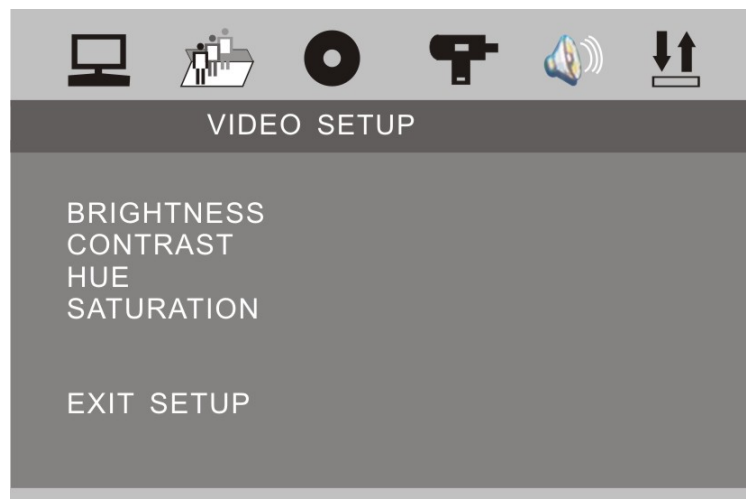 VIDEO SETUP
BRIGHTNESS
CONTRAST
HUE
SATURATION
EXIT SETUP